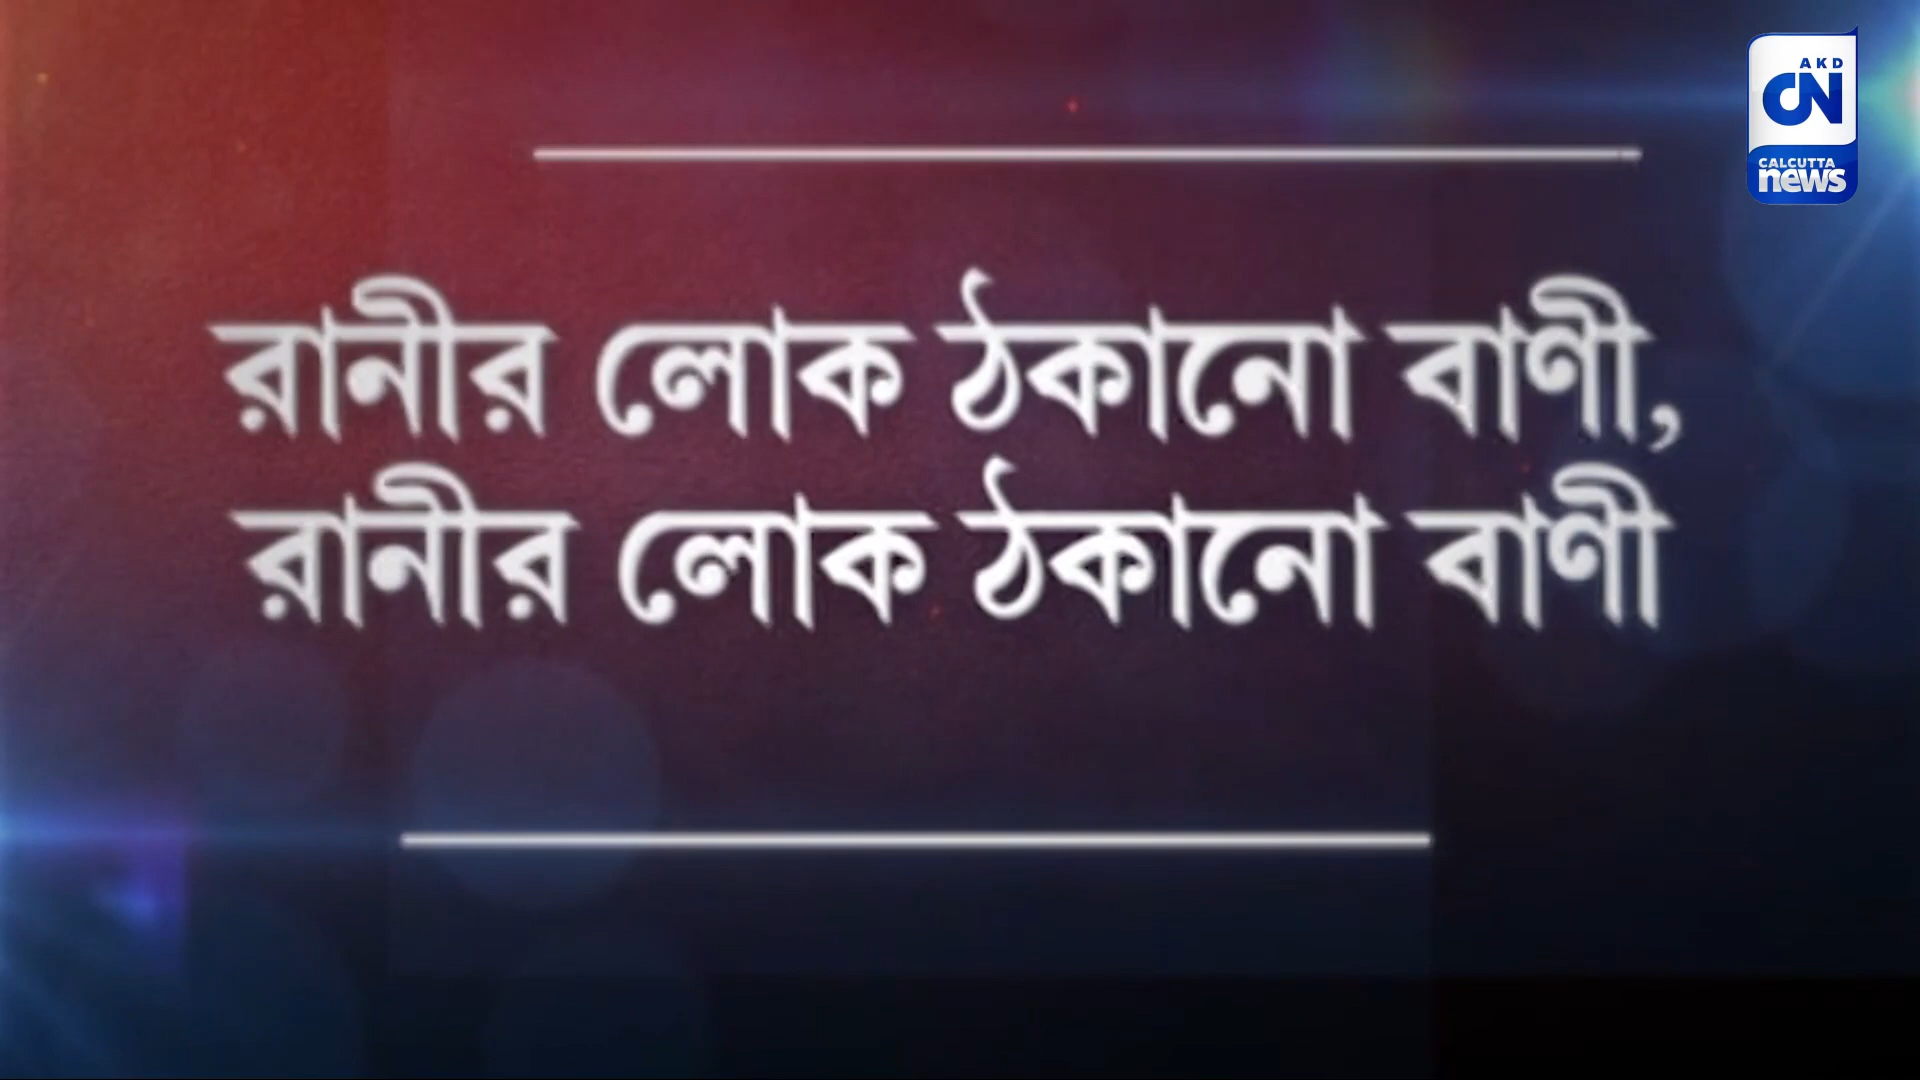 AKD
CN
CALCUTTA
news
রানীর লোক ঠকানো বাণী,
রানীর লোক ঠকানো বাণী